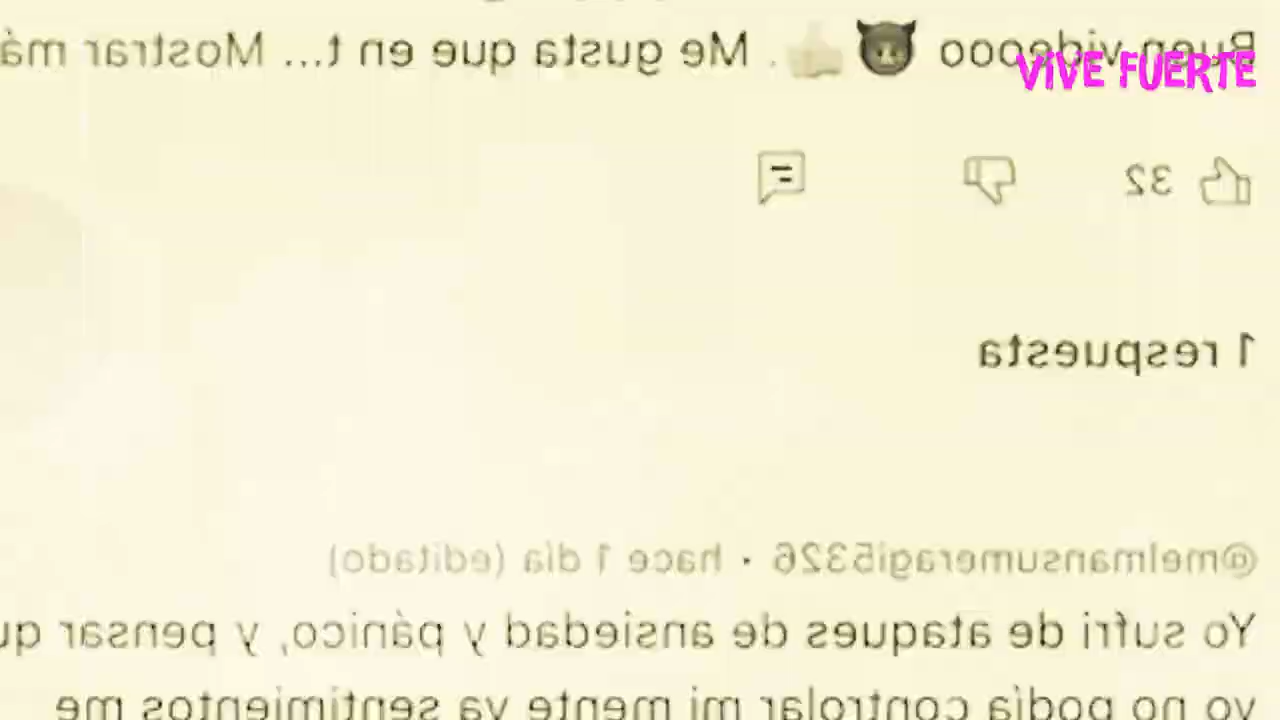 Buen videooo 😈👍. Me gusta que en t... Mostrar má
VIVE FUERTE
32
1 respuesta
@melmansumeragi5326 · hace 1 día (editado)
Yo sufri de ataques de ansiedad y pánico, y pensar qu
yo no podía controlar mi mente ya sentimientos me